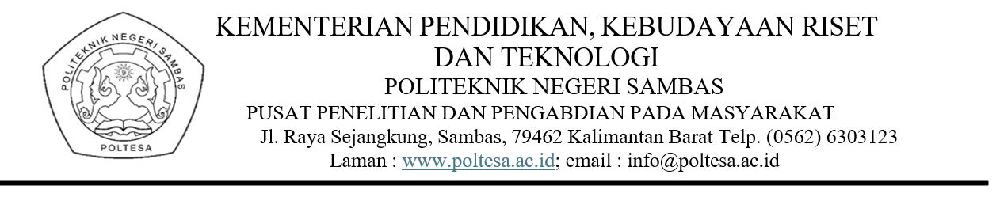 POLITEKNIK NEGERI SAMBAS
POLTESA
KEMENTERIAN PENDIDIKAN, KEBUDAYAAN RISET
DAN TEKNOLOGI
POLITEKNIK NEGERI SAMBAS
PUSAT PENELITIAN DAN PENGABDIAN PADA MASYARAKAT
Jl. Raya Sejangkung, Sambas, 79462 Kalimantan Barat Telp. (0562) 6303123
Laman : www.poltesa.ac.id; email : info@poltesa.ac.id